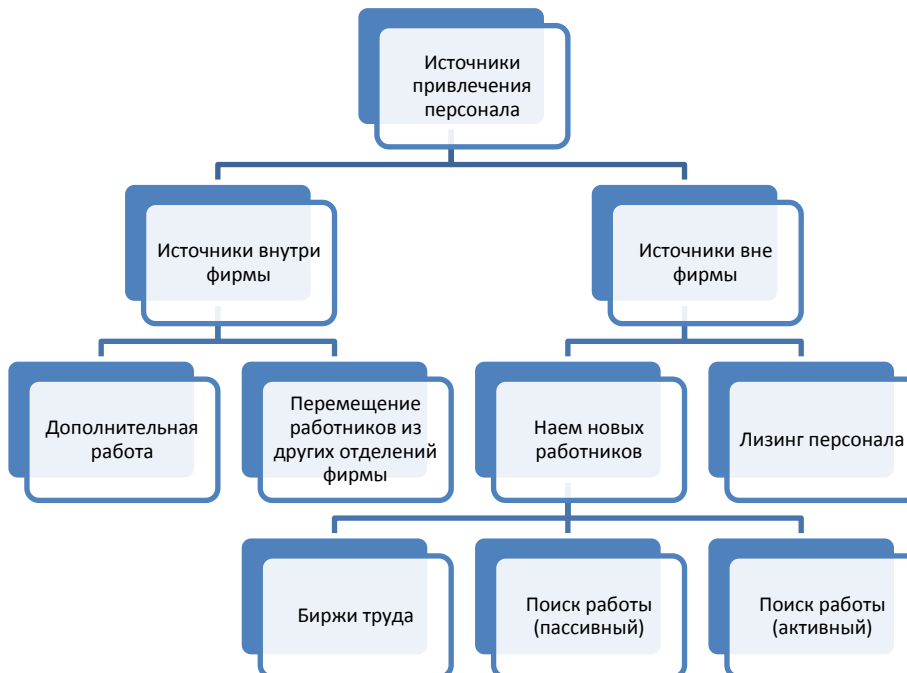 Источники
привлечения
персонала
Источники внутри
фирмы
Источники вне
фирмы
Дополнительная
работа
Перемещение
работников из
других отделений
фирмы
Наем новых
работников
Лизинг персонала
Биржи труда
Поиск работы
(пассивный)
Поиск работы
(активный)